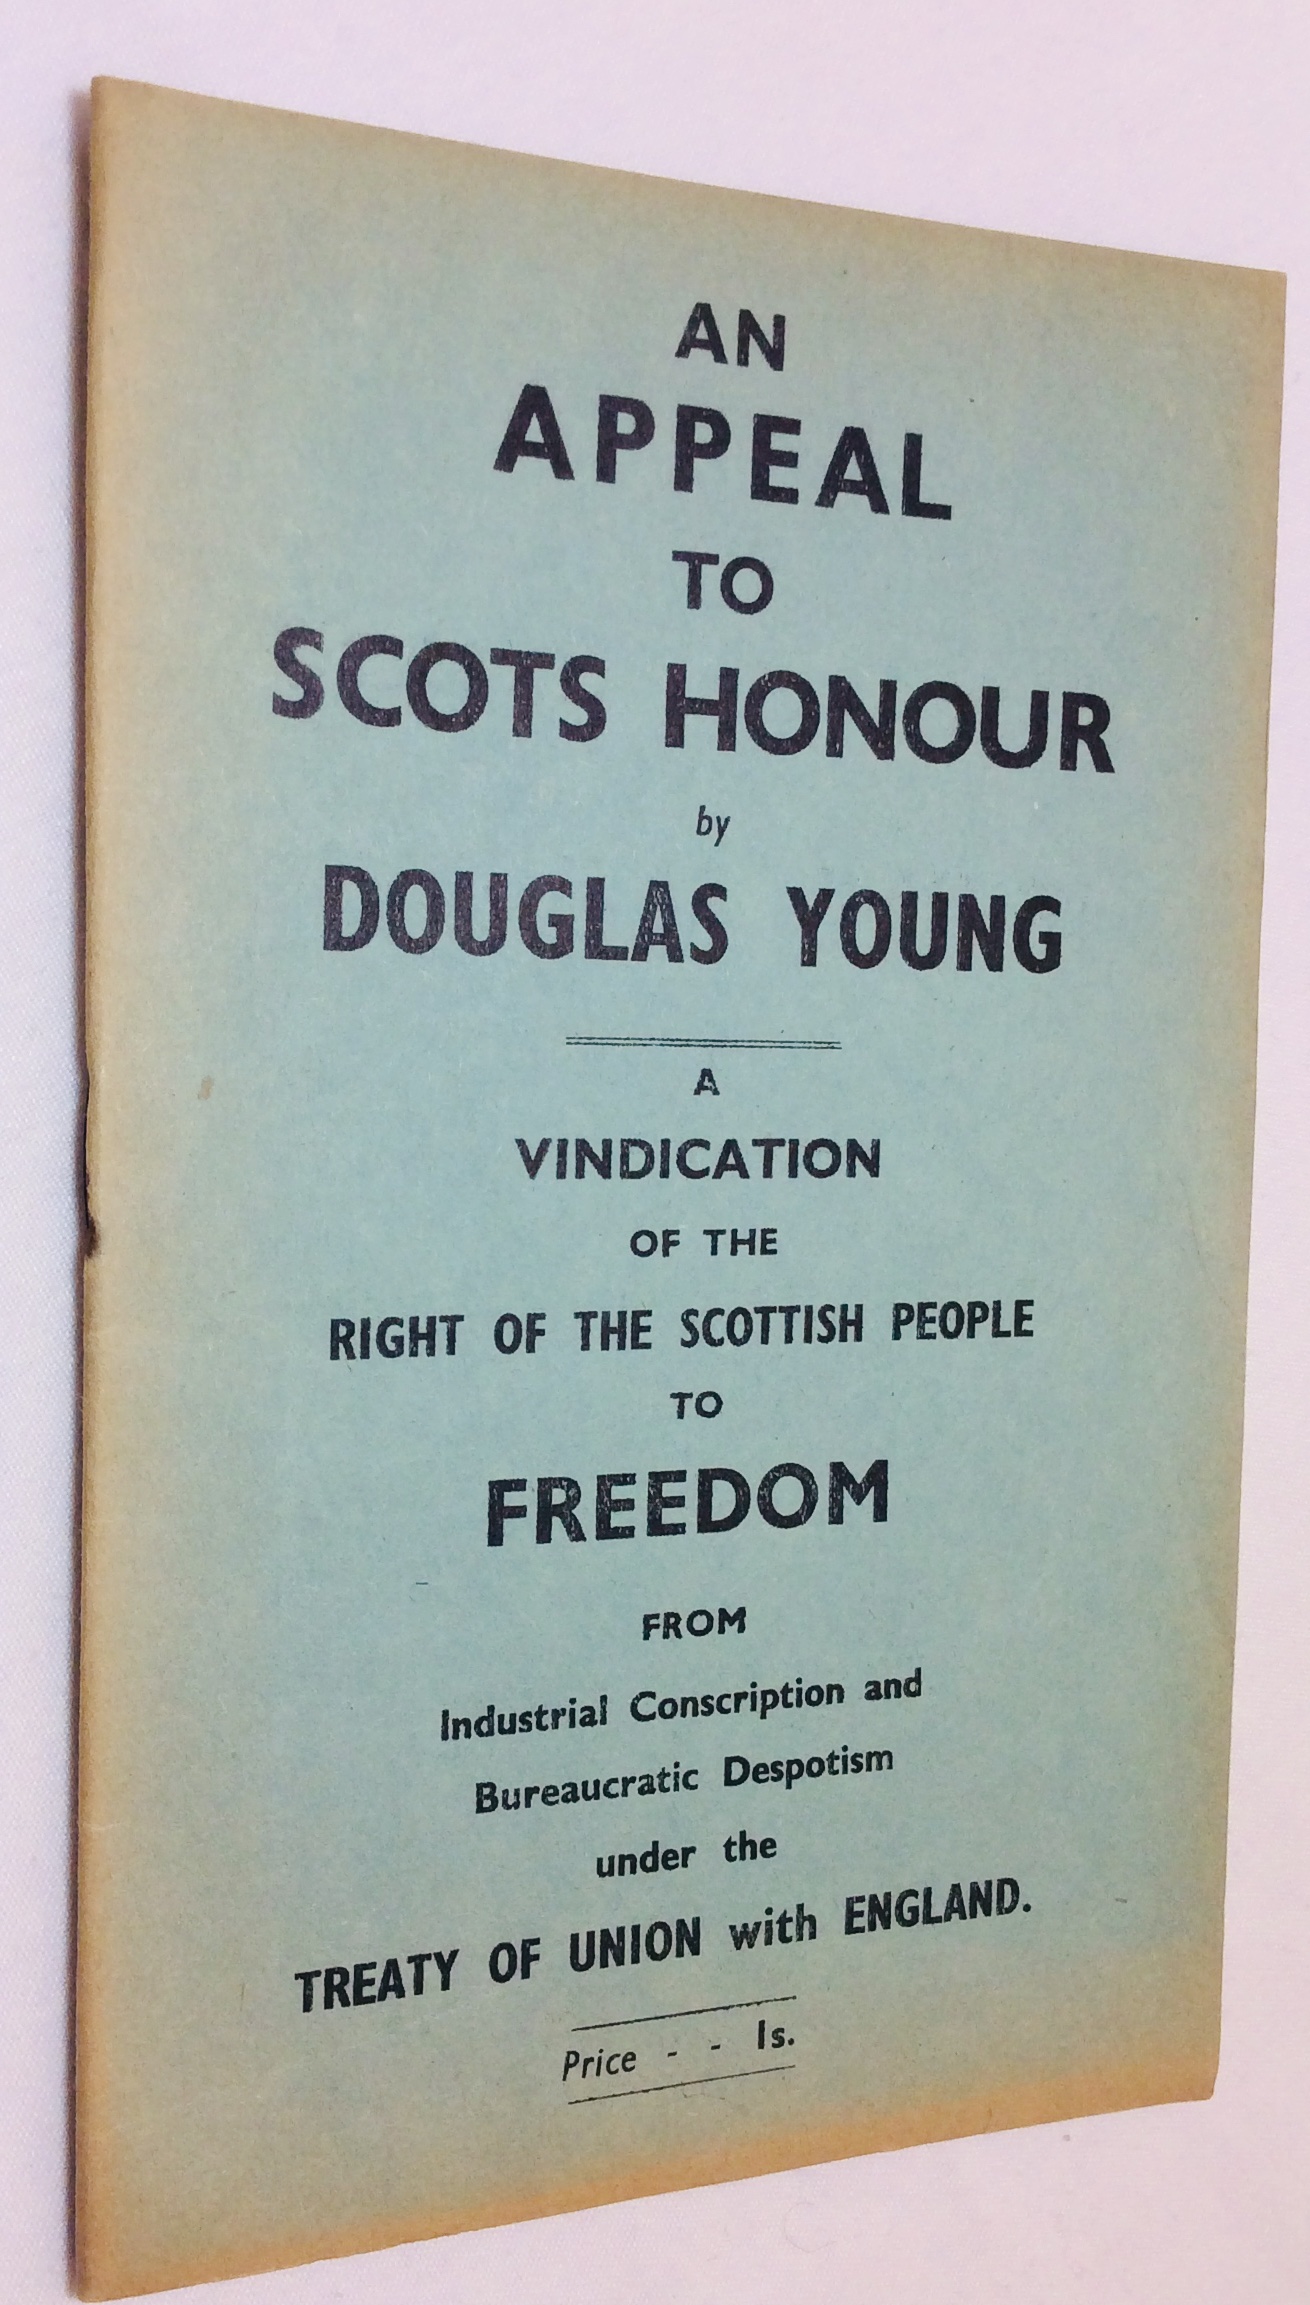 AN
APPEAL
TO
SCOTS HONOUR
by
DOUGLAS YOUNG
A
VINDICATION
OF THE
RIGHT OF THE SCOTTISH PEOPLE
TO
FREEDOM
FROM
Industrial Conscription and
Bureaucratic Despotism
under the
TREATY OF UNION with ENGLAND.
Price - - 1s.